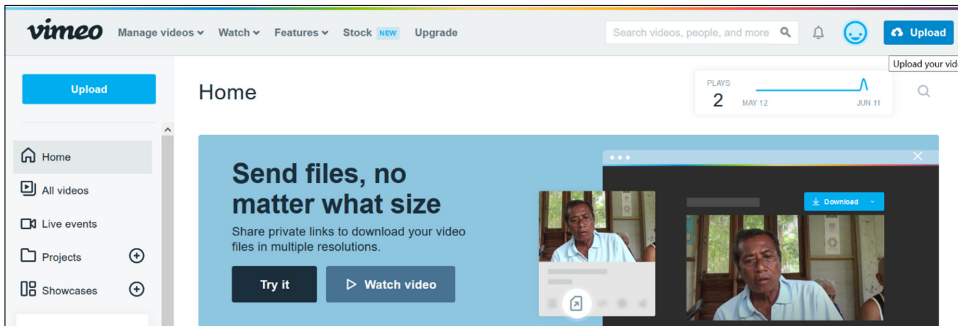 vimeo Manage videos Watch Features Stock NEW Upgrade Search videos, people, and more Upload
Upload your vide
Upload
Home
PLAYS
2 MAY 12 JUN 11
Home
All videos
Live events
Projects
Showcases
Send files, no
matter what size
Share private links to download your video
files in multiple resolutions.
Try it Watch video
Download